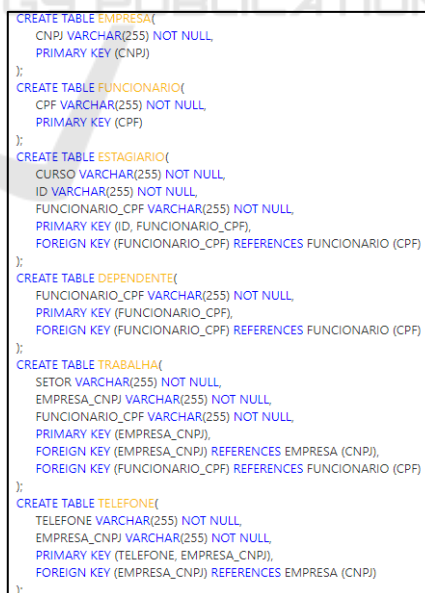 CREATE TABLE EMPRESA(
CNPJ VARCHAR(255) NOT NULL,
PRIMARY KEY (CNPJ)
);
CREATE TABLE FUNCIONARIO(
CPF VARCHAR(255) NOT NULL,
PRIMARY KEY (CPF)
);
CREATE TABLE ESTAGIARIO(
CURSO VARCHAR(255) NOT NULL,
ID VARCHAR(255) NOT NULL,
FUNCIONARIO_CPF VARCHAR(255) NOT NULL,
PRIMARY KEY (ID, FUNCIONARIO_CPF),
FOREIGN KEY (FUNCIONARIO_CPF) REFERENCES FUNCIONARIO (CPF)
);
CREATE TABLE DEPENDENTE(
FUNCIONARIO_CPF VARCHAR(255) NOT NULL,
PRIMARY KEY (FUNCIONARIO_CPF),
FOREIGN KEY (FUNCIONARIO_CPF) REFERENCES FUNCIONARIO (CPF)
);
CREATE TABLE TRABALHA(
SETOR VARCHAR(255) NOT NULL,
EMPRESA_CNPJ VARCHAR(255) NOT NULL,
FUNCIONARIO_CPF VARCHAR(255) NOT NULL,
PRIMARY KEY (EMPRESA_CNPJ),
FOREIGN KEY (EMPRESA_CNPJ) REFERENCES EMPRESA (CNPJ),
FOREIGN KEY (FUNCIONARIO_CPF) REFERENCES FUNCIONARIO (CPF)
);
CREATE TABLE TELEFONE(
TELEFONE VARCHAR(255) NOT NULL,
EMPRESA_CNPJ VARCHAR(255) NOT NULL,
PRIMARY KEY (TELEFONE, EMPRESA_CNPJ),
FOREIGN KEY (EMPRESA_CNPJ) REFERENCES EMPRESA (CNPJ)
);